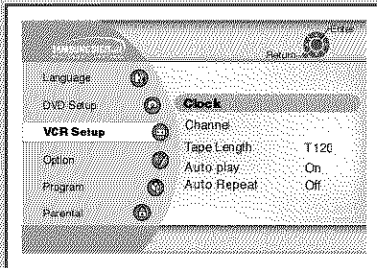 Enter
Return
Language
DVD Setup
VCR Setup
Option
Program
Parental
Clock
Channel
Tape Length T120
Auto play On
Auto Repeat Off